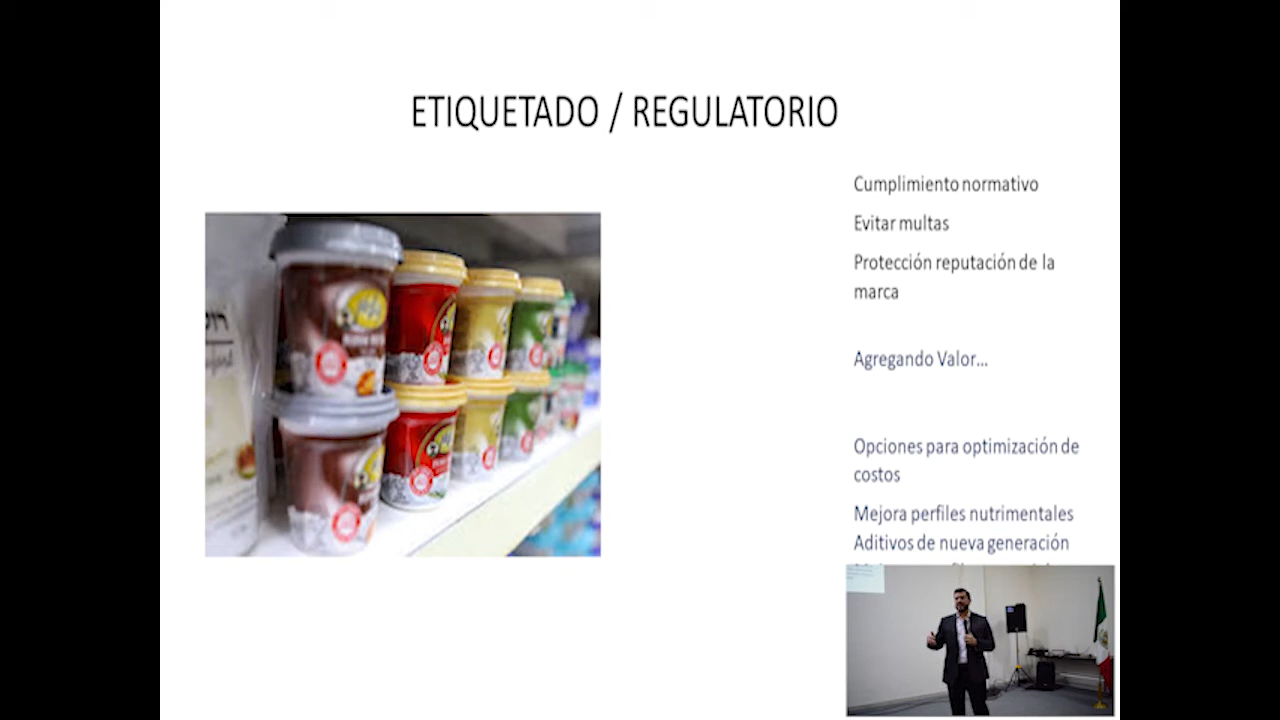 ETIQUETADO / REGULATORIO
Cumplimiento normativo
Evitar multas
Protección reputación de la
marca
Agregando Valor...
Opciones para optimización de
costos
Mejora perfiles nutrimentales
Aditivos de nueva generación